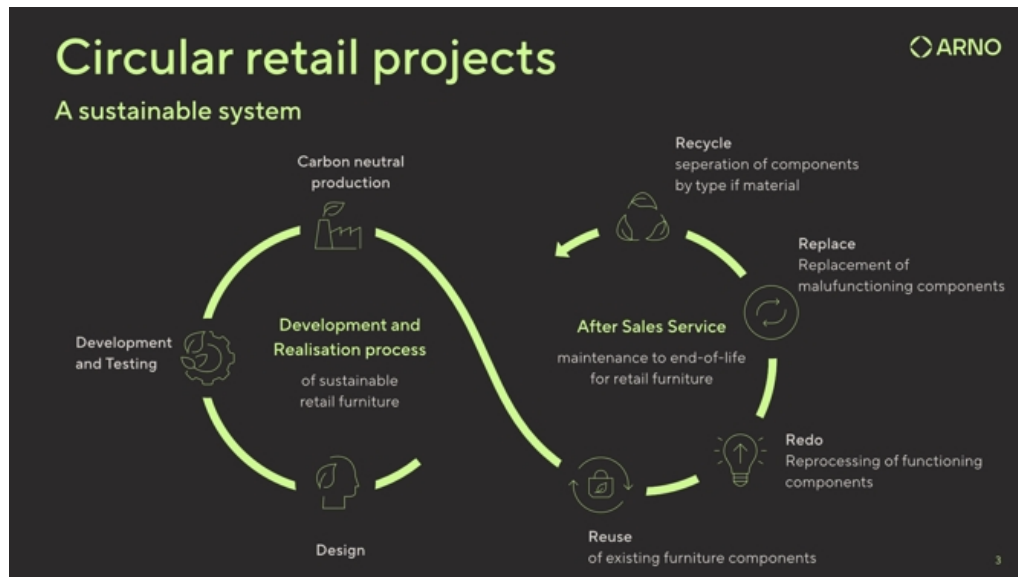 Circular retail projects
ARNO
A sustainable system
Carbon neutral
production
Development
and Testing
Development and
Realisation process
of sustainable
retail furniture
Design
Recycle
seperation of components
by type if material
Replace
Replacement of
malufunctioning components
After Sales Service
maintenance to end-of-life
for retail furniture
Redo
Reprocessing of functioning
components
Reuse
of existing furniture components
3